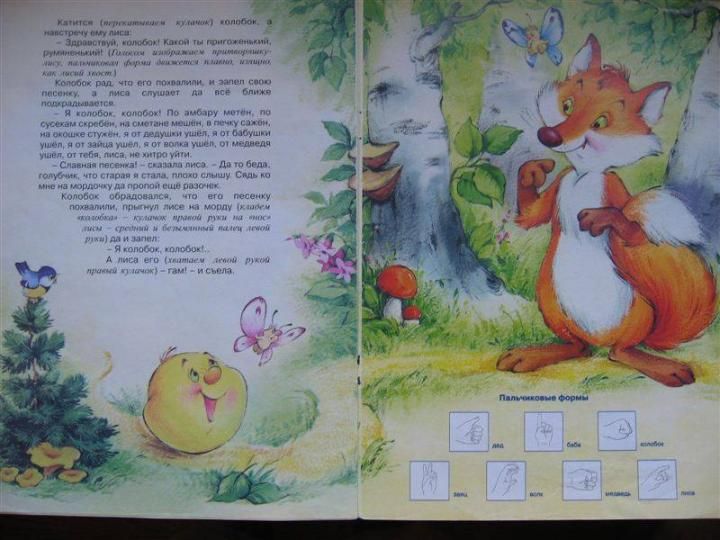 Катится (перекатываем кулачок) колобок, а
навстречу ему лиса:
– Здравствуй, колобок! Какой ты пригоженький,
румяненький! (Голосом изображаем притворяшку-
лису, пальчиковая форма движется плавно, изящно,
как лисий хвост.)
Колобок рад, что его похвалили, и запел свою
песенку, а лиса слушает да всё ближе
подкрадывается.
– Я колобок, колобок! По амбару метён, по
сусекам скребён, на сметане мешён, в печку сажён,
на окошке стужён, я от дедушки ушёл, я от бабушки
ушёл, я от зайца ушёл, я от волка ушёл, от медведя
ушёл, от тебя, лиса, не хитро уйти.
– Славная песенка! – сказала лиса. – Да то беда,
голубчик, что старая я стала, плохо слышу. Сядь ко
мне на мордочку да пропой ещё разочек.
Колобок обрадовался, что его песенку
похвалили, прыгнул лисе на морду (кладем
«колобка» – кулачок правой руки на «нос»
лисы – средний и безымянный палец левой
руки) да и запел:
– Я колобок, колобок!..
А лиса его (хватаем левой рукой
правый кулачок) – гам! – и съела.
Пальчиковые формы
дед баба колобок
заяц волк медведь лиса